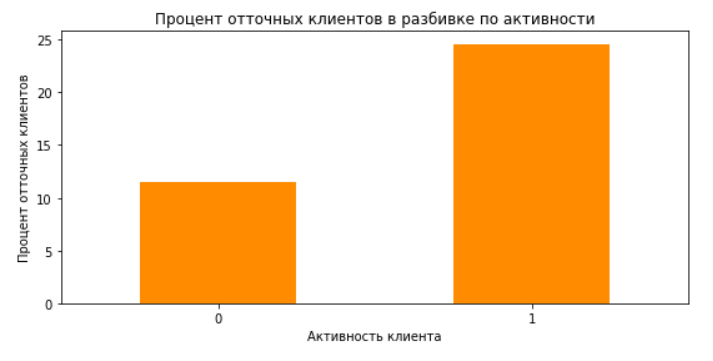 Процент отточных клиентов в разбивке по активности
Процент отточных клиентов
25
20
15
10
5
0
0 1
Активность клиента